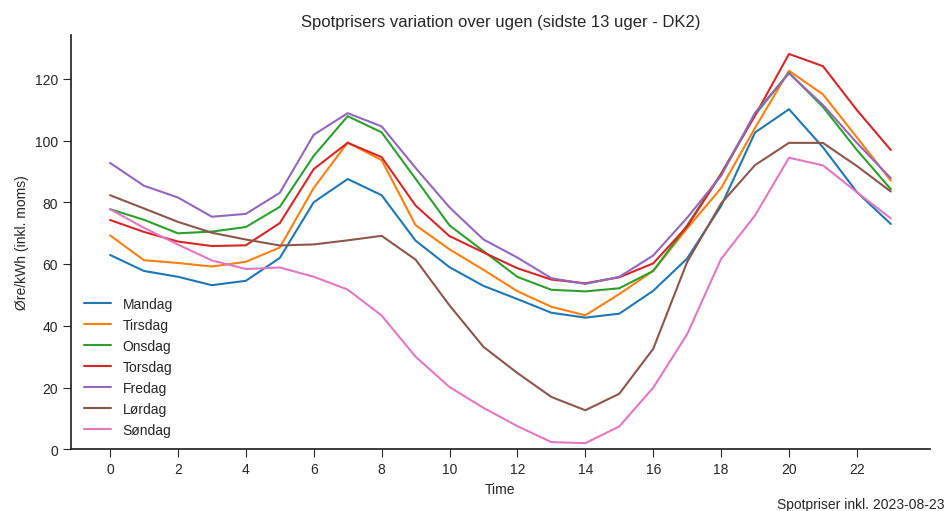 Spotprisers variation over ugen (sidste 13 uger - DK2)
Øre/kWh (inkl. moms)
120
100
80
60
40
20
0
Mandag
Tirsdag
Onsdag
Torsdag
Fredag
Lørdag
Søndag
0 2 4 6 8 10 12 14 16 18 20 22
Time
Spotpriser inkl. 2023-08-23